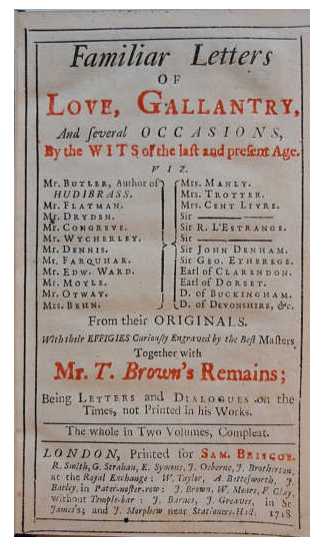 Familiar Letters
OF
LOVE, GALLANTRY,
And ſeveral OCCASIONS,
By the WITS of the laſt and preſent Age.
VIZ.
Mr. BUTLER, Author of
HUDIBRASS.
Mr. FLATMAN.
Mr. DRYDEN.
Mr. CONGREVE.
Mr. WYCHERLEY.
Mr. DENNIS.
Mr. FARQUHAR.
Mr. EDW. WARD.
Mr. MOYLE.
Mr. OTWAY.
Mrs. BEHN.
Mrs. MANLY.
Mrs. TROTTER.
Mrs. CENT LIVRE.
Sir
Sir R. L'ESTRANGE.
Sir
Sir JOHN DENHAM.
Sir GEO. ETHEREGE.
Earl of CLARENDON.
Earl of DORSET.
D. of BUCKINGHAM.
D. of DEVONSHIRE, &c.
From their ORIGINALS.
With their EFFIGIES Curiouſly Engraved by the Beſt Maſters
Together with
Mr. T. Brown's Remains;
Being LETTERS and DIALOGUES on the
Times, not Printed in his Works.
The whole in Two Volumes, Compleat.
LONDON, Printed for SAM. BRISCOE.
R. Smith, G. Strahan, E. Symons, J. Osborne, J. Brotherton,
at the Royal Exchange: W. Taylor, A Bettesworth, J.
Batley, in Pater-noſter-row: J. Brown, W. Mears, F. Clay,
without Temple-bar: J. Barnes, J. Greaves, in St
James's; and J. Morphew near Stationers-Hall. 1718